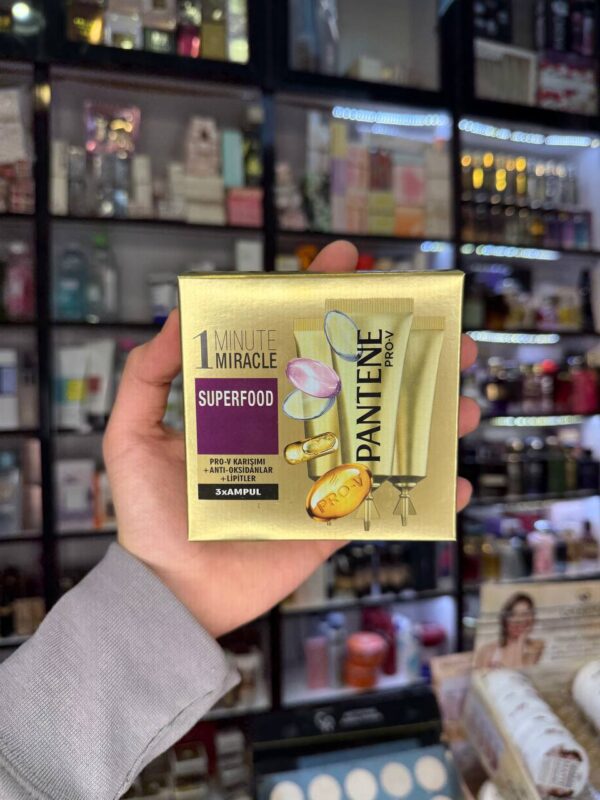 1 MINUTE
MIRACLE
SUPERFOOD
PRO-V KARIŞIMI
+ANTI-OKSİDANLAR
+LİPİTLER
3xAMPUL
PANTENE
PRO-V
PRO-V